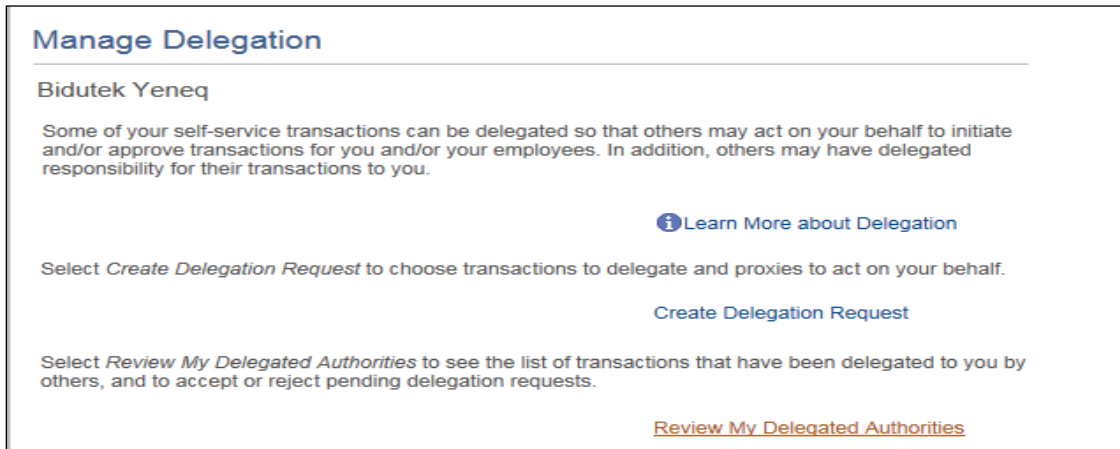 Manage Delegation
Bidutek Yeneq
Some of your self-service transactions can be delegated so that others may act on your behalf to initiate
and/or approve transactions for you and/or your employees. In addition, others may have delegated
responsibility for their transactions to you.
Learn More about Delegation
Select Create Delegation Request to choose transactions to delegate and proxies to act on your behalf.
Create Delegation Request
Select Review My Delegated Authorities to see the list of transactions that have been delegated to you by
others, and to accept or reject pending delegation requests.
Review My Delegated Authorities